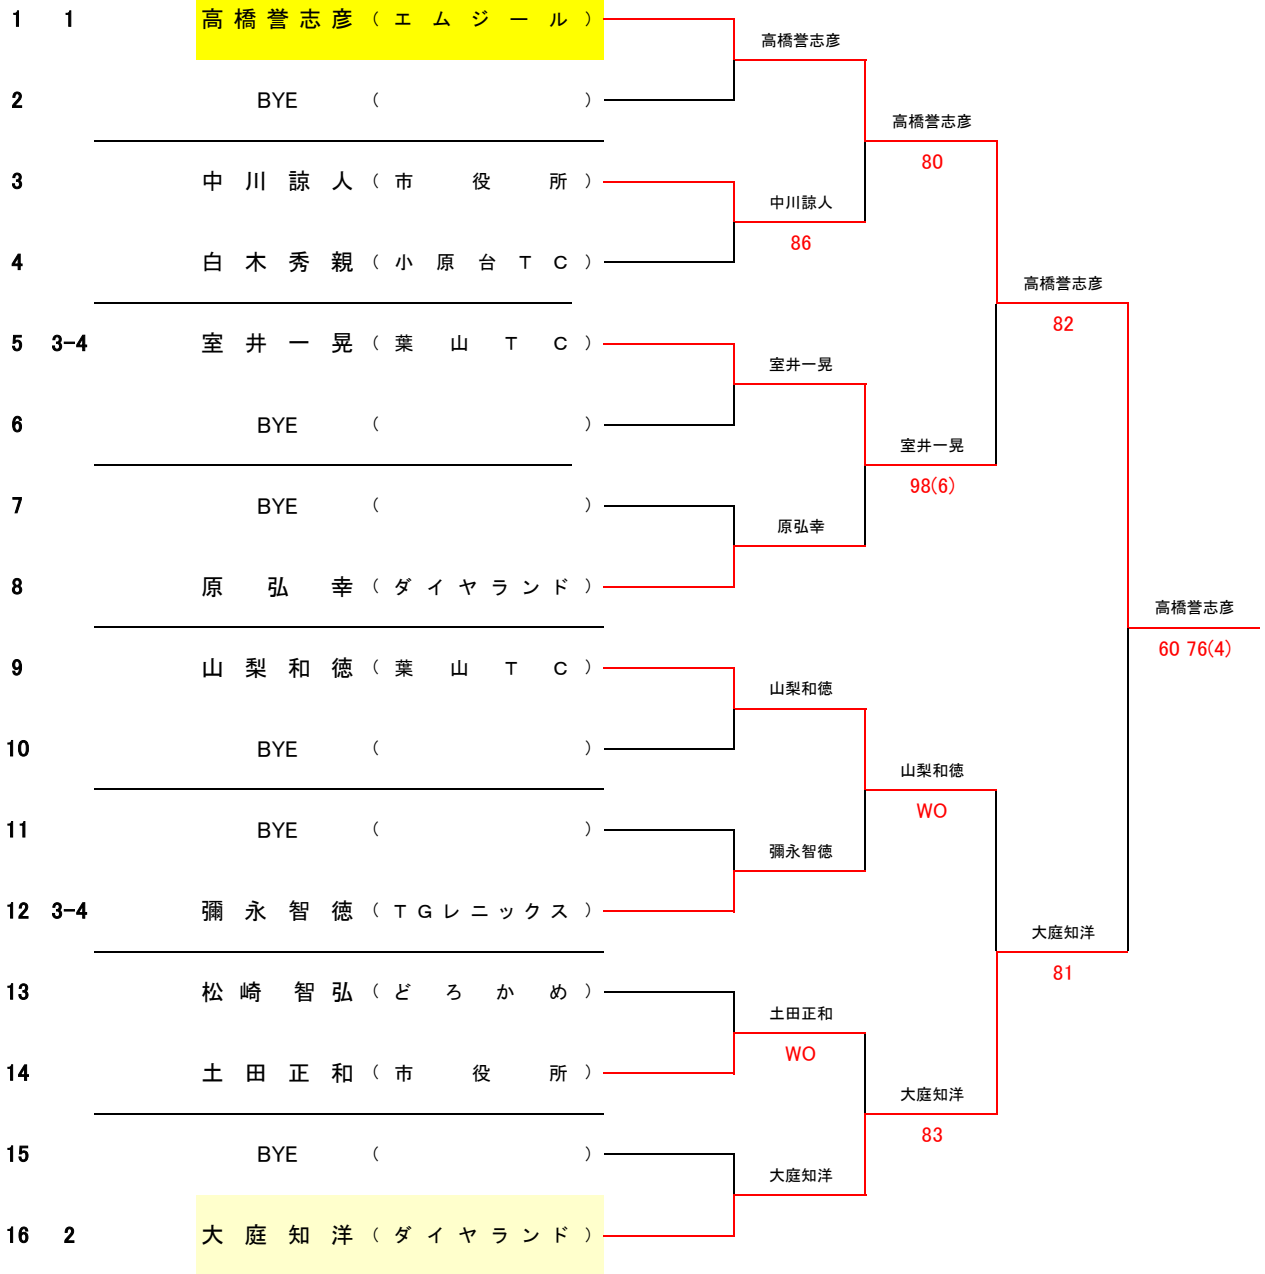 1 1 高橋誉志彦（エムジール）
高橋誉志彦
2 BYE （ ）
高橋誉志彦
80
3 中川諒人（市役所）
中川諒人
86
4 白木秀親（小原台TC）
高橋誉志彦
82
5 3-4 室井一晃（葉山TC）
室井一晃
6 BYE （ ）
室井一晃
98(6)
7 BYE （ ）
原弘幸
8 原弘幸（ダイヤランド）
高橋誉志彦
60 76(4)
9 山梨和徳（葉山TC）
山梨和徳
10 BYE （ ）
山梨和徳
WO
11 BYE （ ）
彌永智徳
12 3-4 彌永智徳（TGレニックス）
大庭知洋
81
13 松崎智弘（どろかめ）
土田正和
WO
14 土田正和（市役所）
大庭知洋
83
15 BYE （ ）
大庭知洋
16 2 大庭知洋（ダイヤランド）